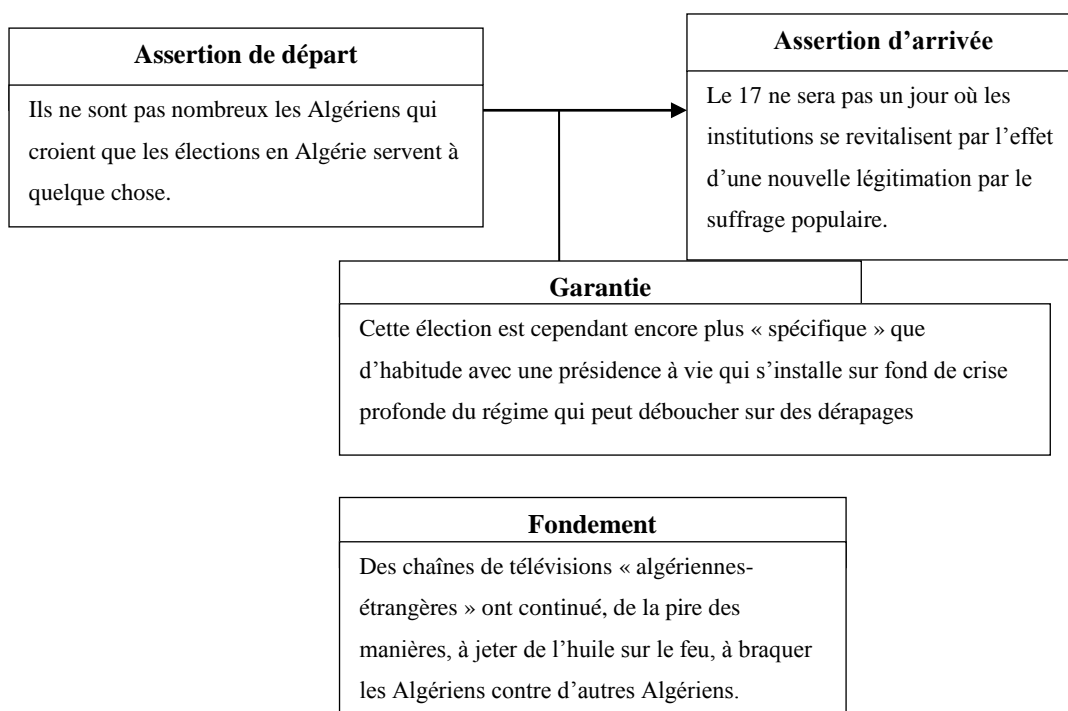 Assertion de départ
Ils ne sont pas nombreux les Algériens qui
croient que les élections en Algérie servent à
quelque chose.
Assertion d’arrivée
Le 17 ne sera pas un jour où les
institutions se revitalisent par l’effet
d’une nouvelle légitimation par le
suffrage populaire.
Garantie
Cette élection est cependant encore plus « spécifique » que
d’habitude avec une présidence à vie qui s’installe sur fond de crise
profonde du régime qui peut déboucher sur des dérapages
Fondement
Des chaînes de télévisions « algériennes-
étrangères » ont continué, de la pire des
manières, à jeter de l’huile sur le feu, à braquer
les Algériens contre d’autres Algériens.